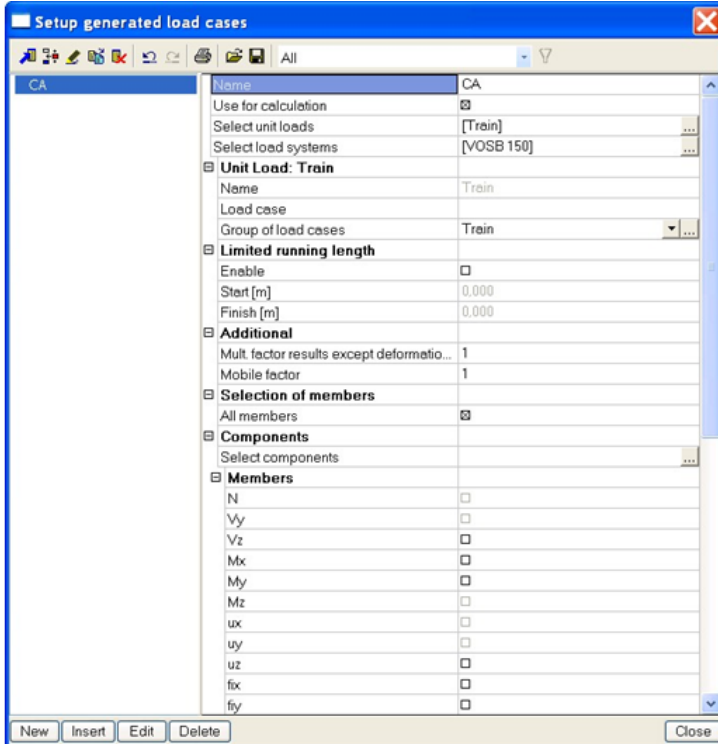 Setup generated load cases
All
CA
Name CA
Use for calculation
Select unit loads [Train] ...
Select load systems [VOSB 150] ...
Unit Load: Train
Name Train
Load case
Group of load cases Train ...
Limited running length
Enable
Start [m] 0,000
Finish [m] 0,000
Additional
Mult. factor results except deformatio... 1
Mobile factor 1
Selection of members
All members
Components
Select components ...
Members
N
Vy
Vz
Mx
My
Mz
ux
uy
uz
fix
fiy
New Insert Edit Delete Close